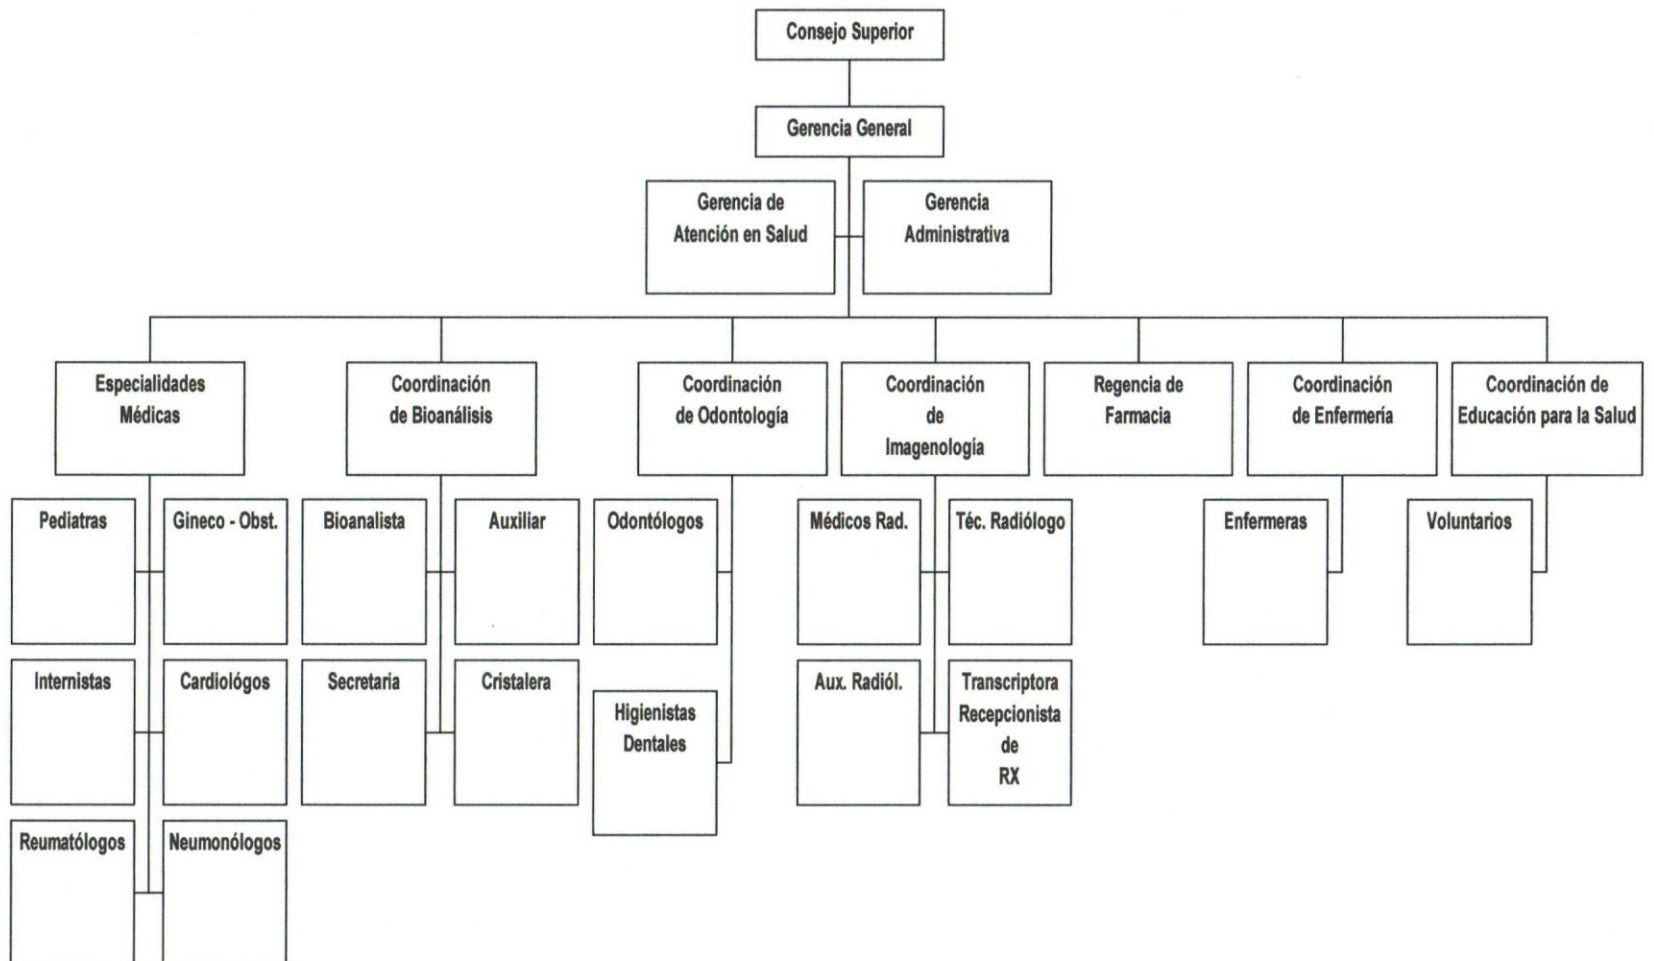 Consejo Superior
Gerencia General
Gerencia de
Atención en Salud
Gerencia
Administrativa
Especialidades
Médicas
Coordinación
de Bioanálisis
Coordinación
de Odontología
Coordinación
de
Imagenología
Regencia de
Farmacia
Coordinación
de Enfermería
Coordinación de
Educación para la Salud
Pediatras
Gineco - Obst.
Bioanalista
Auxiliar
Odontólogos
Médicos Rad.
Téc. Radiólogo
Enfermeras
Voluntarios
Internistas
Cardiológos
Secretaria
Cristalera
Higienistas
Dentales
Aux. Radiól.
Transcriptora
Recepcionista
de
RX
Reumatólogos
Neumonólogos